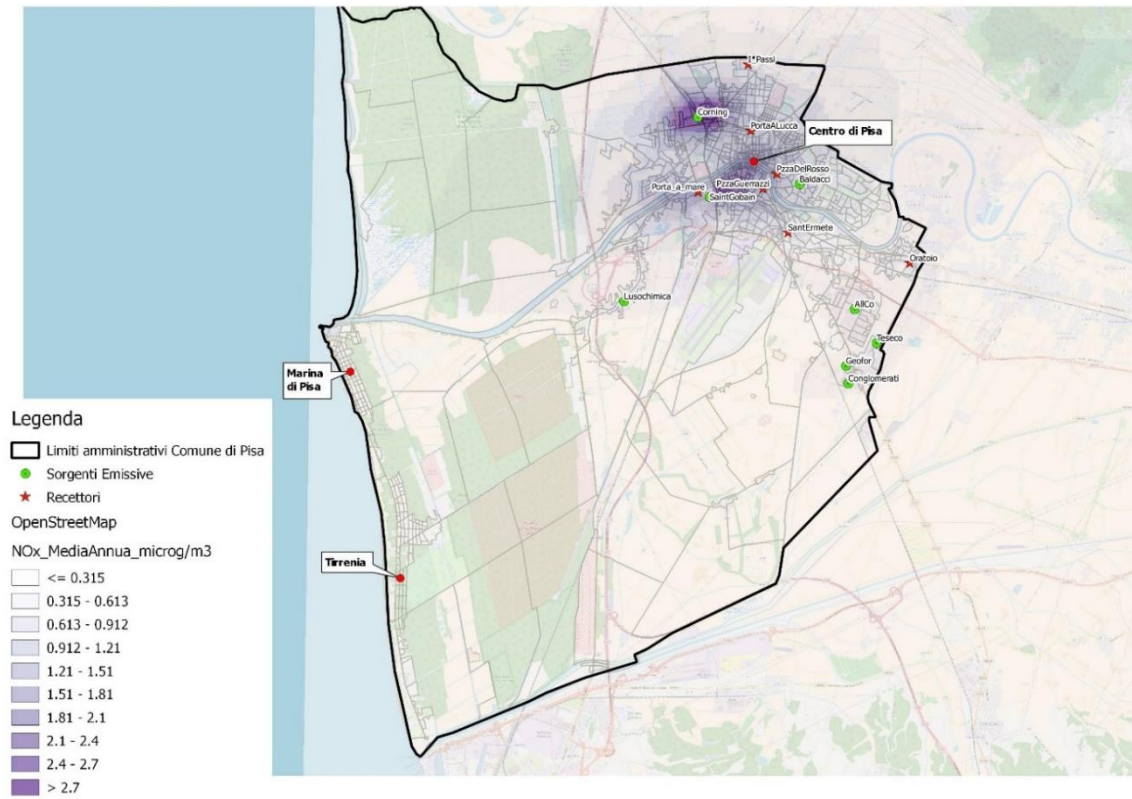 I_Passi
Corning
PortaALucca
Centro di Pisa
PzzaDelRosso
Baldacci
PzzaGuerrazzi
Porta_a_mare
SaintGobain
SantErmete
Oratoio
Lusochimica
AllCo
Teseco
Geofor
Conglomerati
Marina
di Pisa
Tirrenia
Legenda
Limiti amministrativi Comune di Pisa
Sorgenti Emissive
Recettori
OpenStreetMap
NOx_MediaAnnua_microg/m3
<= 0.315
0.315 - 0.613
0.613 - 0.912
0.912 - 1.21
1.21 - 1.51
1.51 - 1.81
1.81 - 2.1
2.1 - 2.4
2.4 - 2.7
> 2.7